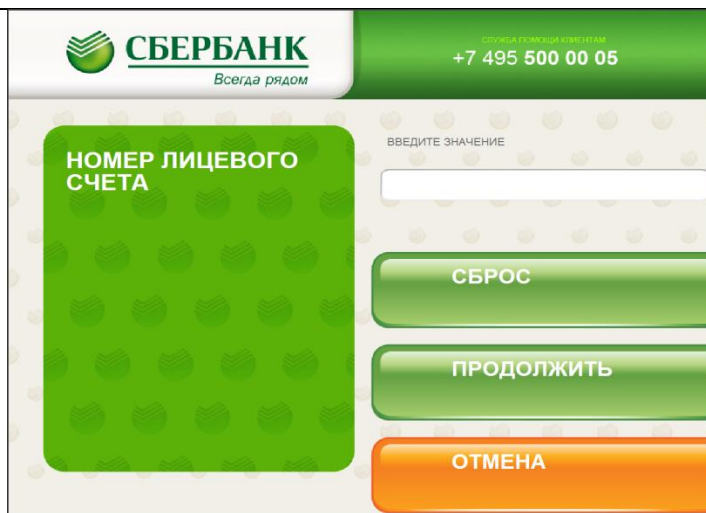 СБЕРБАНК
Всегда рядом
СЛУЖБА ПОМОЩИ КЛИЕНТАМ
+7 495 500 00 05
НОМЕР ЛИЦЕВОГО
СЧЕТА
ВВЕДИТЕ ЗНАЧЕНИЕ
СБРОС
ПРОДОЛЖИТЬ
ОТМЕНА